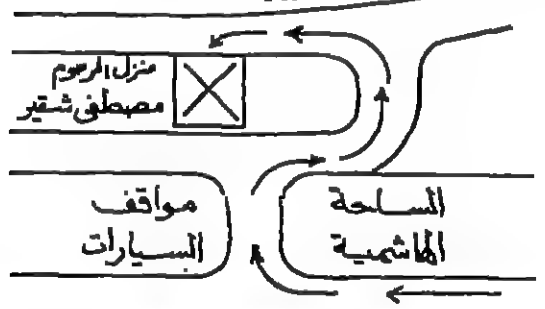 منزل المرحوم
مصطفى شقير
الساحة
الهاشمية
مواقف
السيارات